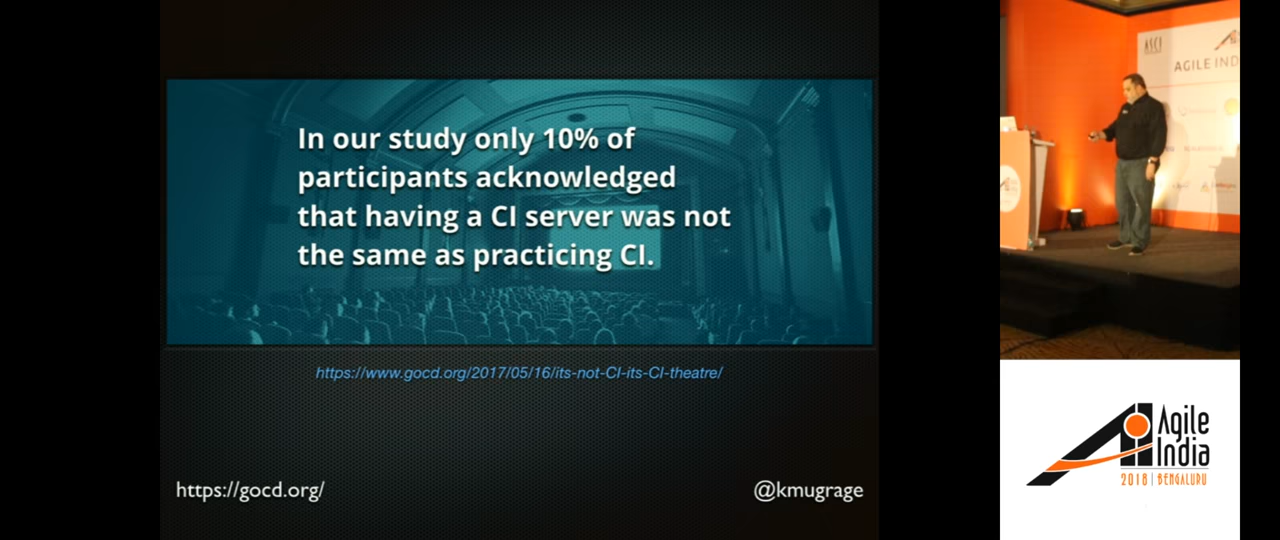 In our study only 10% of
participants acknowledged
that having a CI server was not
the same as practicing CI.
https://www.gocd.org/2017/05/16/its-not-CI-its-CI-theatre/
https://gocd.org/
@kmugrage
ASCI
AGILE IND
Agile
India
2018 | BENGALURU